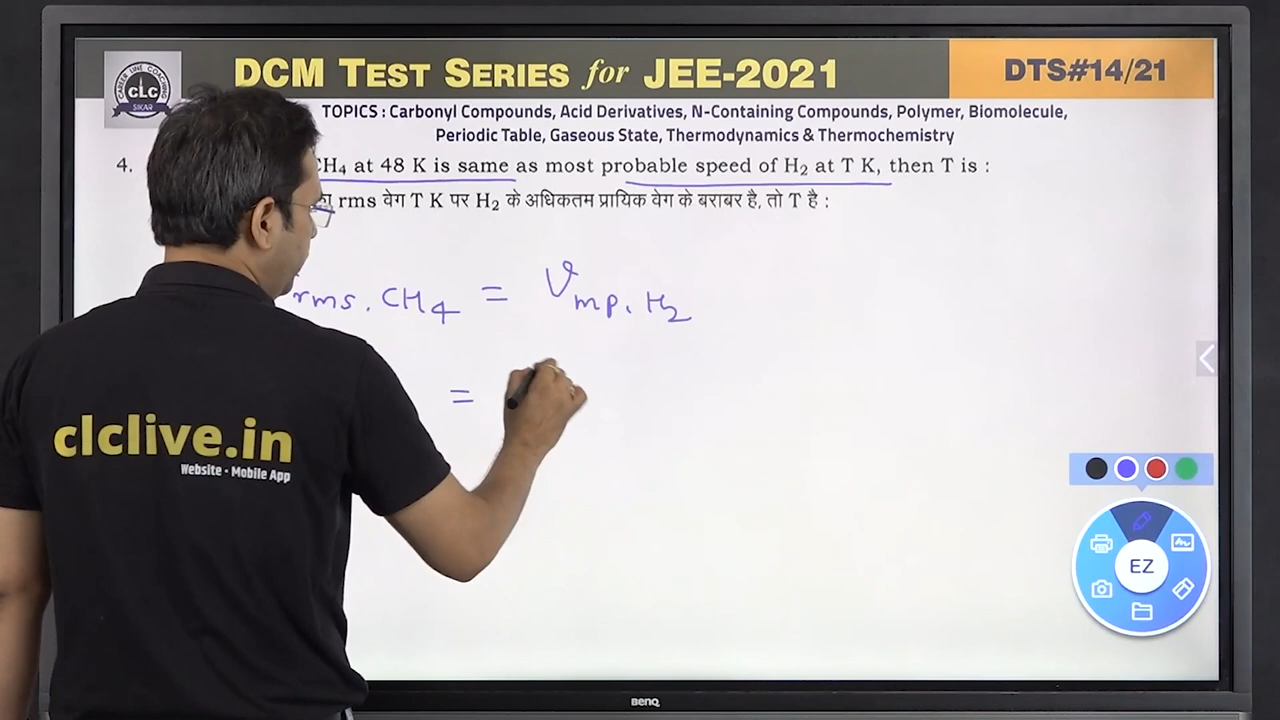 DCM TEST SERIES for JEE-2021
DTS#14/21
CAREER LINE COACHING
CLC
SIKAR
TOPICS : Carbonyl Compounds, Acid Derivatives, N-Containing Compounds, Polymer, Biomolecule,
Periodic Table, Gaseous State, Thermodynamics & Thermochemistry
4. CH₄ at 48 K is same as most probable speed of H₂ at T K, then T is :
का rms वेग T K पर H₂ के अधिकतम प्रायिक वेग के बराबर है, तो T है :
rms. CH4 = V mp. H2
=
clclive.in
Website • Mobile App
EZ
BENQ